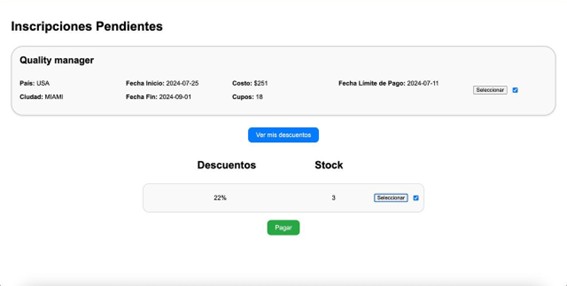 Inscripciones Pendientes
Quality manager
País: USA Fecha Inicio: 2024-07-25 Costo: $251 Fecha Límite de Pago: 2024-07-11
Ciudad: MIAMI Fecha Fin: 2024-09-01 Cupos: 18
Seleccionar
Ver mis descuentos
Descuentos Stock
22% 3 Seleccionar
Pagar